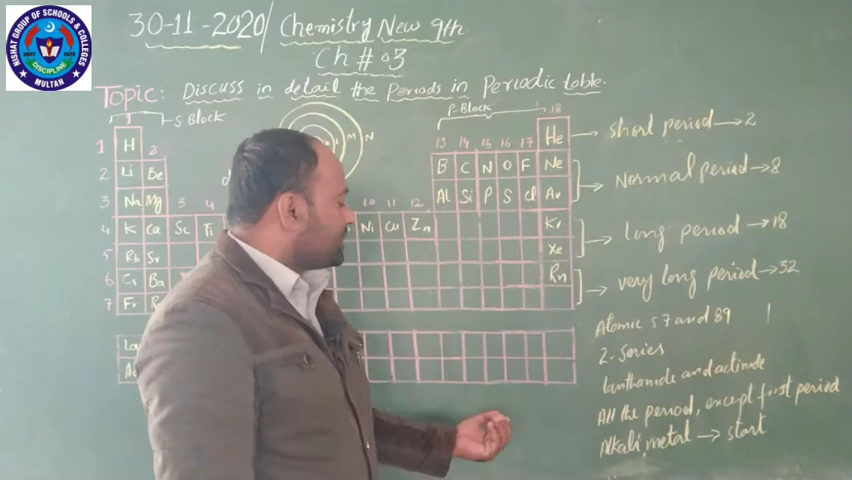 NISHAT GROUP OF SCHOOLS & COLLEGES
DISCIPLINE
MULTAN
30-11-2020/ Chemistry New 9th
Ch # 03
Topic: Discuss in detail the Periods in Periodic table.
S Block
P-Block
1 18
1 H 2 13 14 15 16 17 He short period → 2
2 Li Be B C N O F Ne Normal period → 8
3 Na Mg 3 4 10 11 12 Al Si P S Cl Ar
4 K Ca Sc Ti Ni Cu Zn Kr long period → 18
5 Rb Sr Xe
6 Cs Ba Rn very long period → 32
7 Fr
M N
Atomic 57 and 89
2-Series
lanthanide and actinide
All the period, except first period
Alkali metal → start